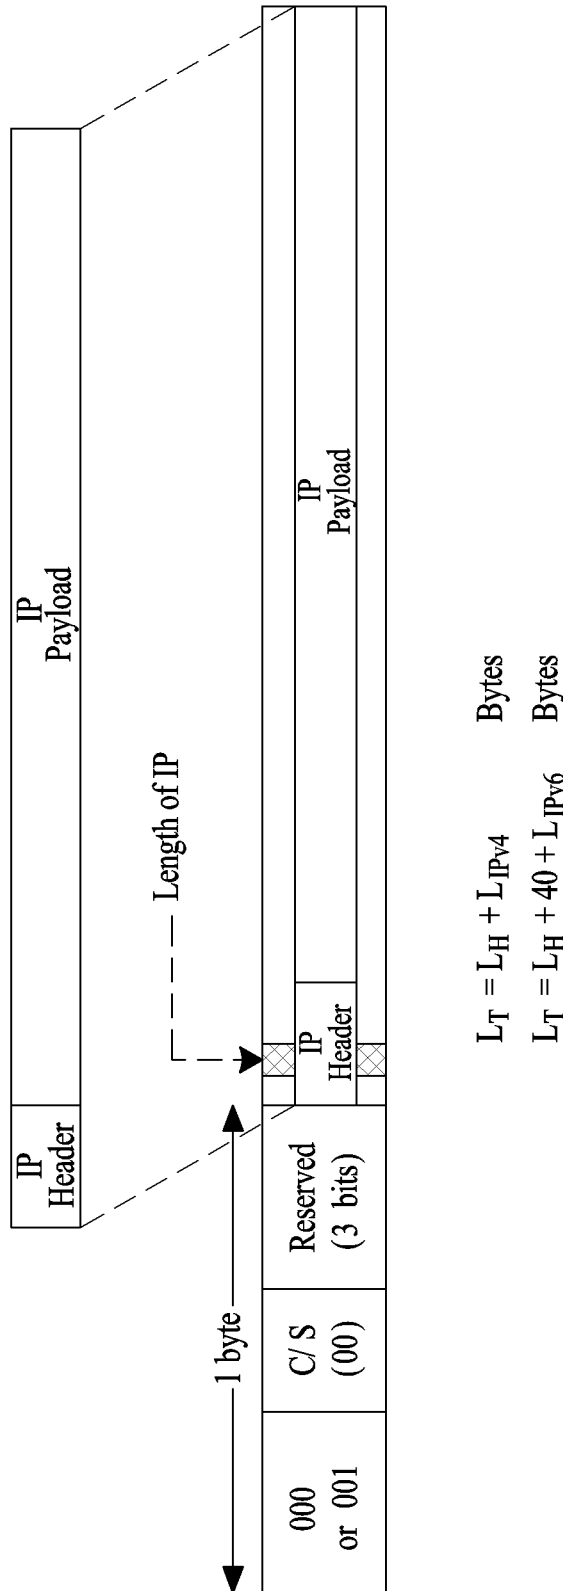 IP
Header
IP
Payload
Length of IP
1 byte
000
or 001
C/ S
(00)
Reserved
(3 bits)
IP
Header
IP
Payload
L_T = L_H + L_IPv4 Bytes
L_T = L_H + 40 + L_IPv6 Bytes